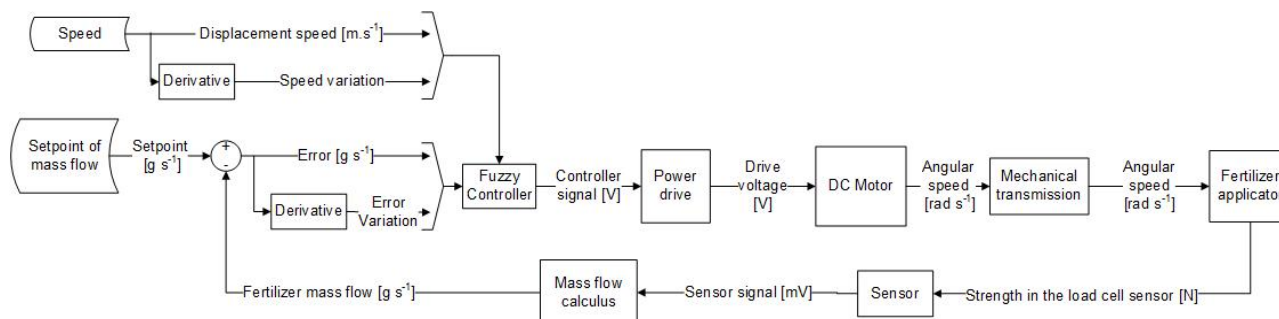 Speed
Displacement speed [m.s⁻¹]
Derivative
Speed variation
Setpoint of
mass flow
Setpoint
[g s⁻¹]
+
-
Error [g s⁻¹]
Derivative
Error
Variation
Fuzzy
Controller
Controller
signal [V]
Power
drive
Drive
voltage
[V]
DC Motor
Angular
speed
[rad s⁻¹]
Mechanical
transmission
Angular
speed
[rad s⁻¹]
Fertilizer
applicator
Fertilizer mass flow [g s⁻¹]
Mass flow
calculus
Sensor signal [mV]
Sensor
Strength in the load cell sensor [N]